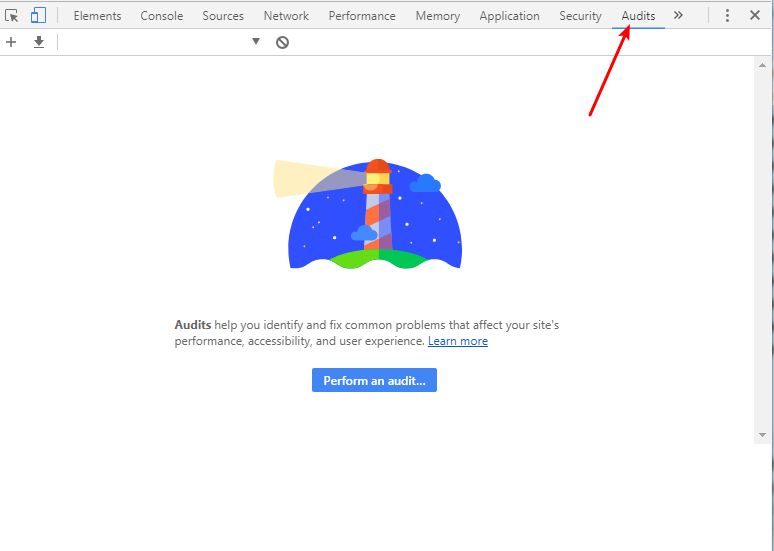 Elements Console Sources Network Performance Memory Application Security Audits »
Audits help you identify and fix common problems that affect your site's
performance, accessibility, and user experience. Learn more
Perform an audit...